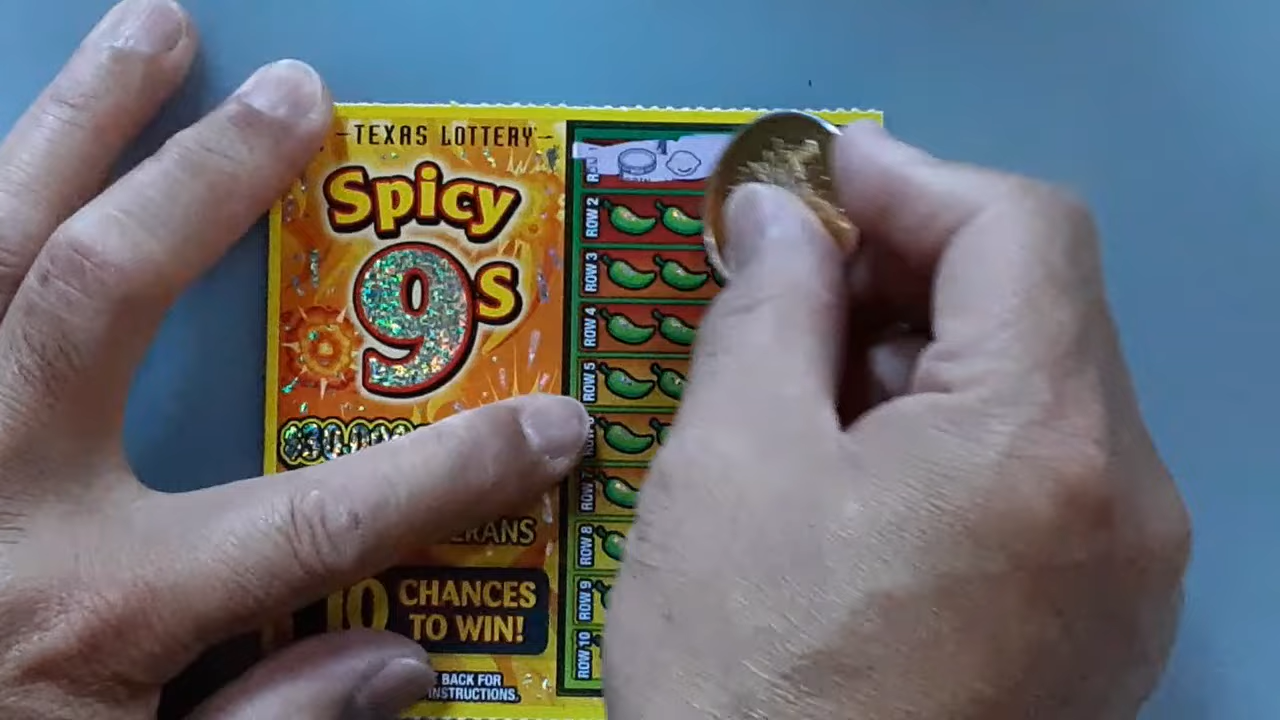 TEXAS LOTTERY
Spicy
9s
10 CHANCES
TO WIN!
BACK FOR
INSTRUCTIONS.
ROW 2
ROW 3
ROW 4
ROW 5
ROW 7
ROW 8
ROW 9
ROW 10